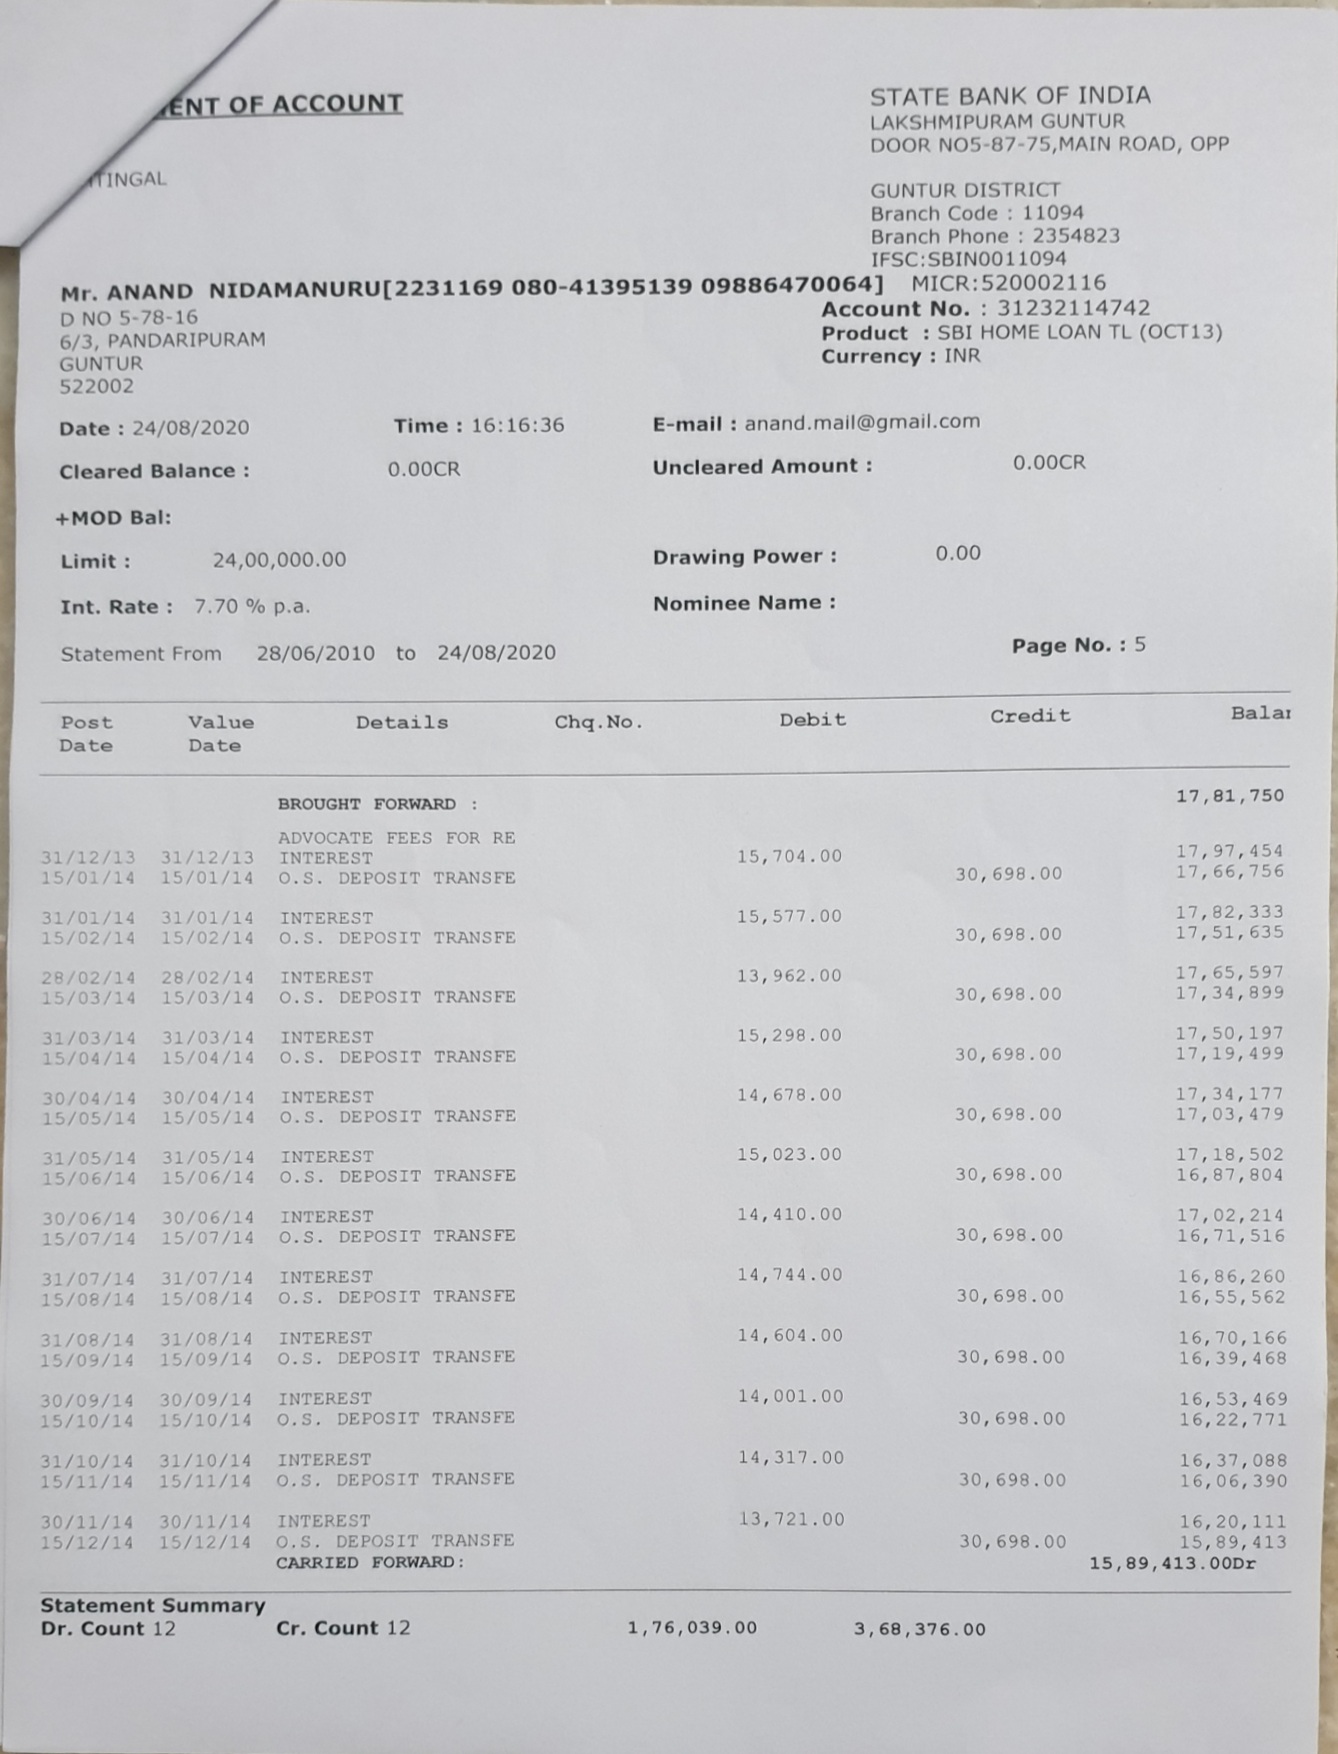 ENT OF ACCOUNT
STATE BANK OF INDIA
LAKSHMIPURAM GUNTUR
DOOR NO5-87-75,MAIN ROAD, OPP
TINGAL
GUNTUR DISTRICT
Branch Code : 11094
Branch Phone : 2354823
IFSC:SBIN0011094
Mr. ANAND NIDAMANURU[2231169 080-41395139 09886470064] MICR:520002116
D NO 5-78-16 Account No. : 31232114742
6/3, PANDARIPURAM Product : SBI HOME LOAN TL (OCT13)
GUNTUR Currency : INR
522002
Date : 24/08/2020 Time : 16:16:36 E-mail : anand.mail@gmail.com
Cleared Balance : 0.00CR Uncleared Amount : 0.00CR
+MOD Bal:
Limit : 24,00,000.00 Drawing Power : 0.00
Int. Rate : 7.70 % p.a. Nominee Name :
Statement From 28/06/2010 to 24/08/2020 Page No. : 5
Post Value Details Chq.No. Debit Credit Balan
Date Date
BROUGHT FORWARD : 17,81,750
ADVOCATE FEES FOR RE
31/12/13 31/12/13 INTEREST 15,704.00 17,97,454
15/01/14 15/01/14 O.S. DEPOSIT TRANSFE 30,698.00 17,66,756
31/01/14 31/01/14 INTEREST 15,577.00 17,82,333
15/02/14 15/02/14 O.S. DEPOSIT TRANSFE 30,698.00 17,51,635
28/02/14 28/02/14 INTEREST 13,962.00 17,65,597
15/03/14 15/03/14 O.S. DEPOSIT TRANSFE 30,698.00 17,34,899
31/03/14 31/03/14 INTEREST 15,298.00 17,50,197
15/04/14 15/04/14 O.S. DEPOSIT TRANSFE 30,698.00 17,19,499
30/04/14 30/04/14 INTEREST 14,678.00 17,34,177
15/05/14 15/05/14 O.S. DEPOSIT TRANSFE 30,698.00 17,03,479
31/05/14 31/05/14 INTEREST 15,023.00 17,18,502
15/06/14 15/06/14 O.S. DEPOSIT TRANSFE 30,698.00 16,87,804
30/06/14 30/06/14 INTEREST 14,410.00 17,02,214
15/07/14 15/07/14 O.S. DEPOSIT TRANSFE 30,698.00 16,71,516
31/07/14 31/07/14 INTEREST 14,744.00 16,86,260
15/08/14 15/08/14 O.S. DEPOSIT TRANSFE 30,698.00 16,55,562
31/08/14 31/08/14 INTEREST 14,604.00 16,70,166
15/09/14 15/09/14 O.S. DEPOSIT TRANSFE 30,698.00 16,39,468
30/09/14 30/09/14 INTEREST 14,001.00 16,53,469
15/10/14 15/10/14 O.S. DEPOSIT TRANSFE 30,698.00 16,22,771
31/10/14 31/10/14 INTEREST 14,317.00 16,37,088
15/11/14 15/11/14 O.S. DEPOSIT TRANSFE 30,698.00 16,06,390
30/11/14 30/11/14 INTEREST 13,721.00 16,20,111
15/12/14 15/12/14 O.S. DEPOSIT TRANSFE 30,698.00 15,89,413
CARRIED FORWARD: 15,89,413.00Dr
Statement Summary
Dr. Count 12 Cr. Count 12 1,76,039.00 3,68,376.00